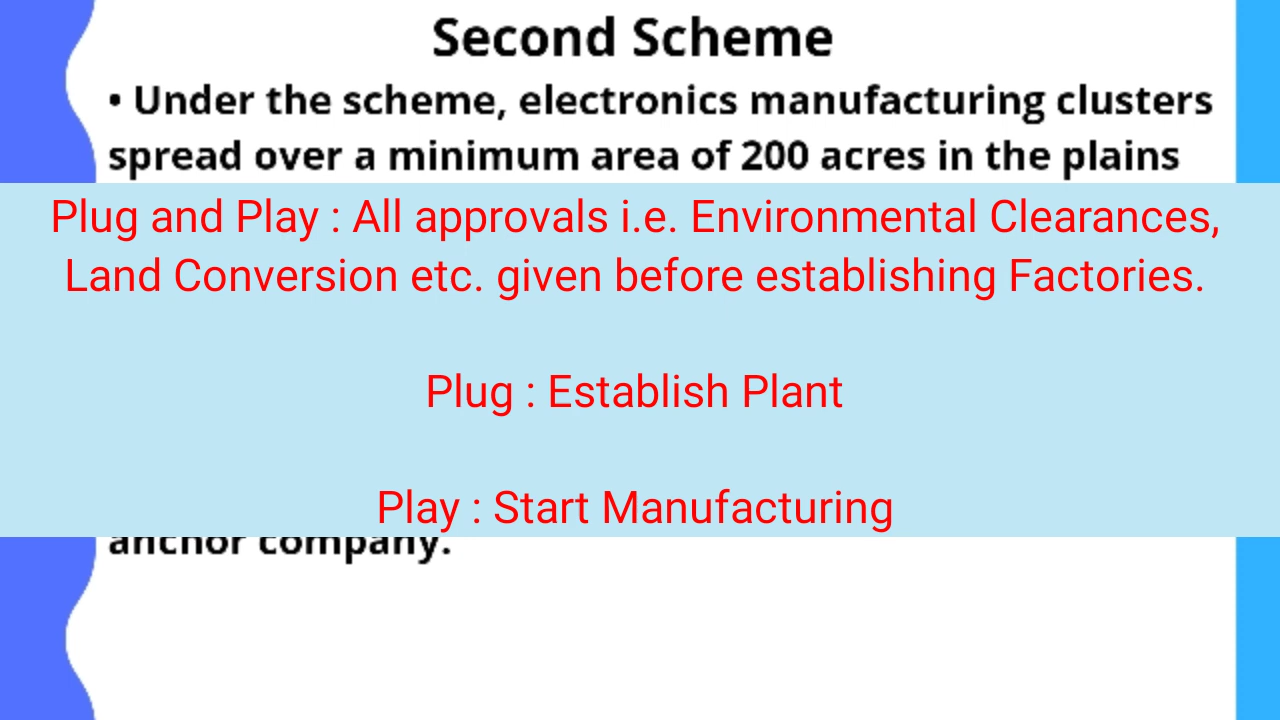 Second Scheme
• Under the scheme, electronics manufacturing clusters
spread over a minimum area of 200 acres in the plains
Plug and Play : All approvals i.e. Environmental Clearances,
Land Conversion etc. given before establishing Factories.
Plug : Establish Plant
Play : Start Manufacturing
anchor company.